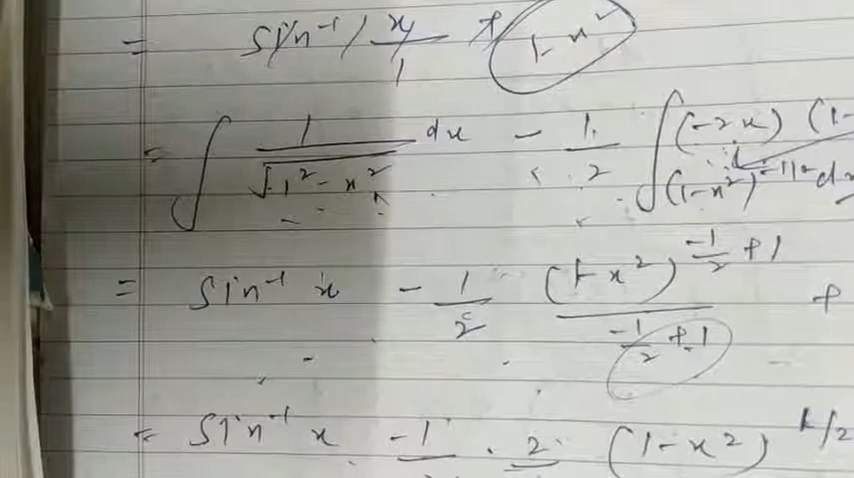 = sin⁻¹ x/1 + 1-x²
= ∫ 1/√(1²-x²) dx - 1/2 ∫ (-2x) (1- (1-x²)^(-1/2) dx
= sin⁻¹ x - 1/2 (1-x²)^(-1/2+1) / (-1/2+1) +
= sin⁻¹ x -1/ · 2/ (1-x²)^(1/2)